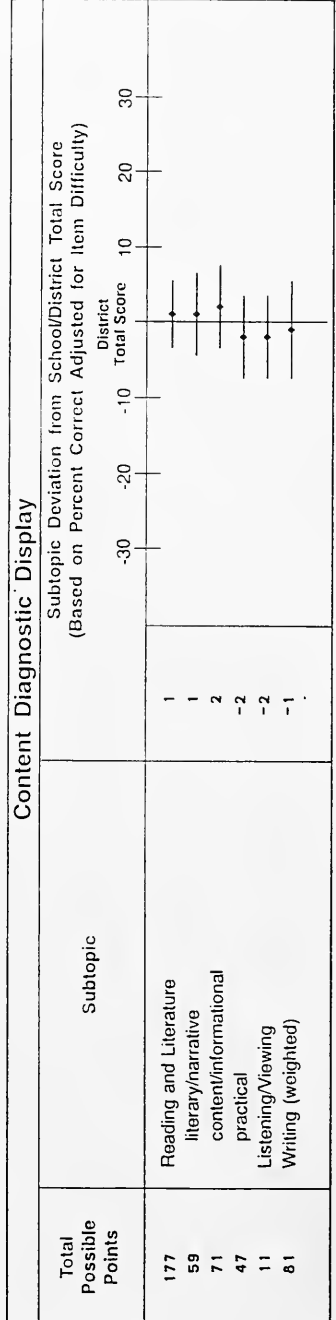 Content Diagnostic Display
Total
Possible
Points
Subtopic
Subtopic Deviation from School/District Total Score
(Based on Percent Correct Adjusted for Item Difficulty)
District
Total Score
-30 -20 -10 10 20 30
177 Reading and Literature 1
59 literary/narrative 1
71 content/informational 2
47 practical -2
11 Listening/Viewing -2
81 Writing (weighted) -1